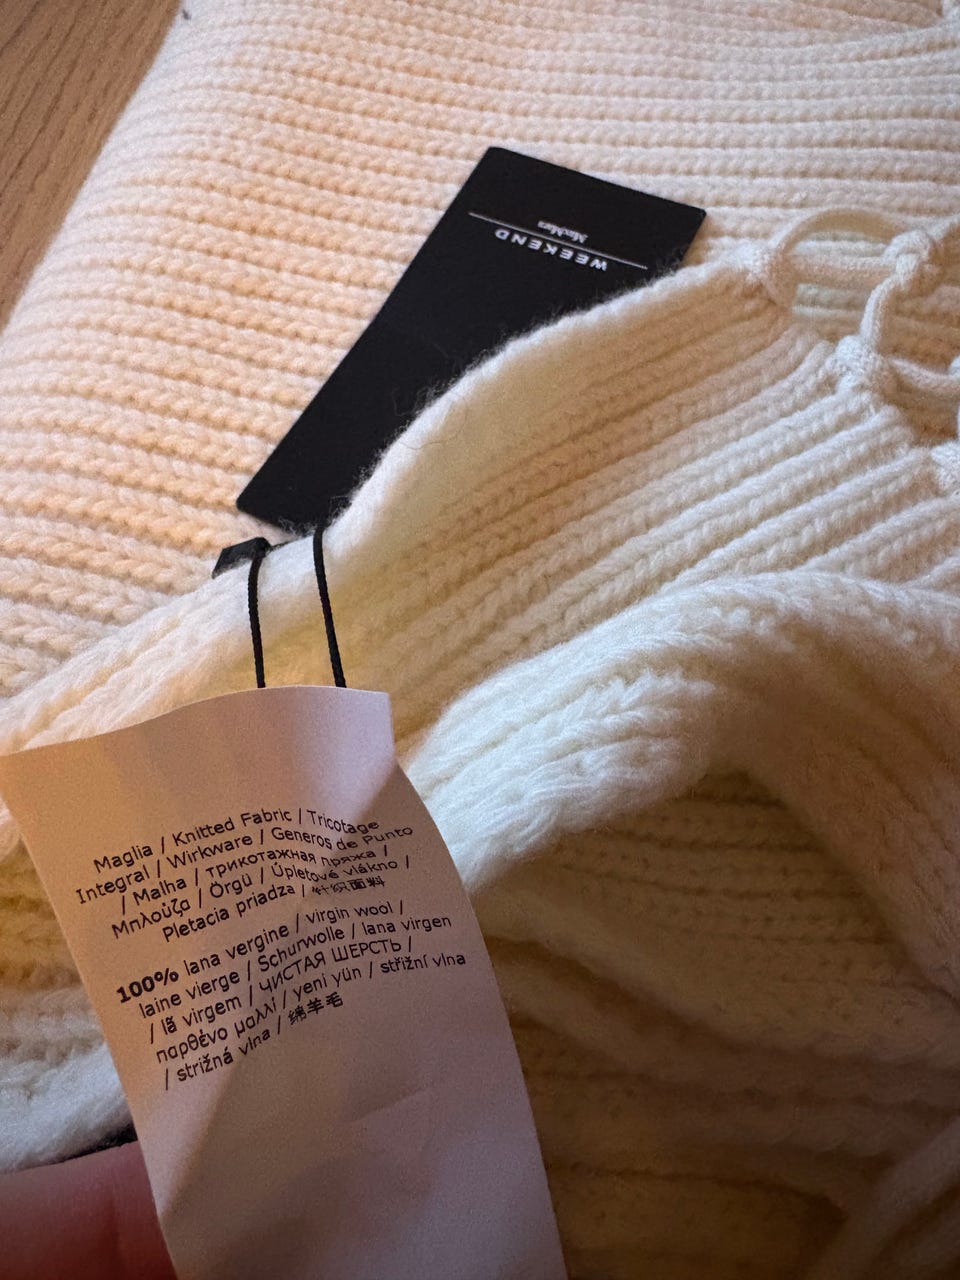 WEEKEND
MaxMara
Maglia / Knitted Fabric / Tricotage
Integral / Wirkware / Generos de Punto
/ Malha / трикотажная пряжа /
Μπλούζα / Örgü / Úpletové vlákno /
Pletacia priadza / 针织面料
100% lana vergine / virgin wool /
laine vierge / Schurwolle / lana virgen
/ lã virgem / ЧИСТАЯ ШЕРСТЬ /
παρθένο μαλλί / yeni yün / střižní vlna
/ strižná vlna / 绵羊毛